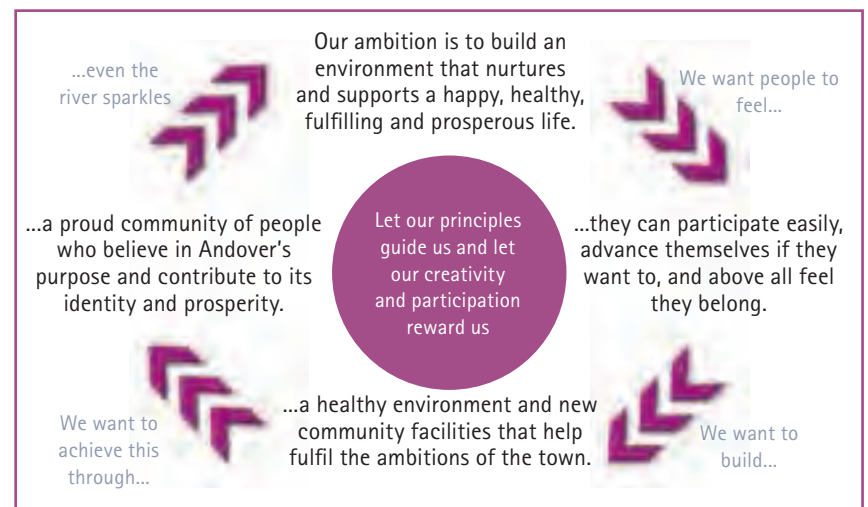 Our ambition is to build an
environment that nurtures
and supports a happy, healthy,
fulfilling and prosperous life.
We want people to
feel...
...they can participate easily,
advance themselves if they
want to, and above all feel
they belong.
We want to
build...
...a healthy environment and new
community facilities that help
fulfil the ambitions of the town.
We want to
achieve this
through...
...a proud community of people
who believe in Andover's
purpose and contribute to its
identity and prosperity.
...even the
river sparkles
Let our principles
guide us and let
our creativity
and participation
reward us